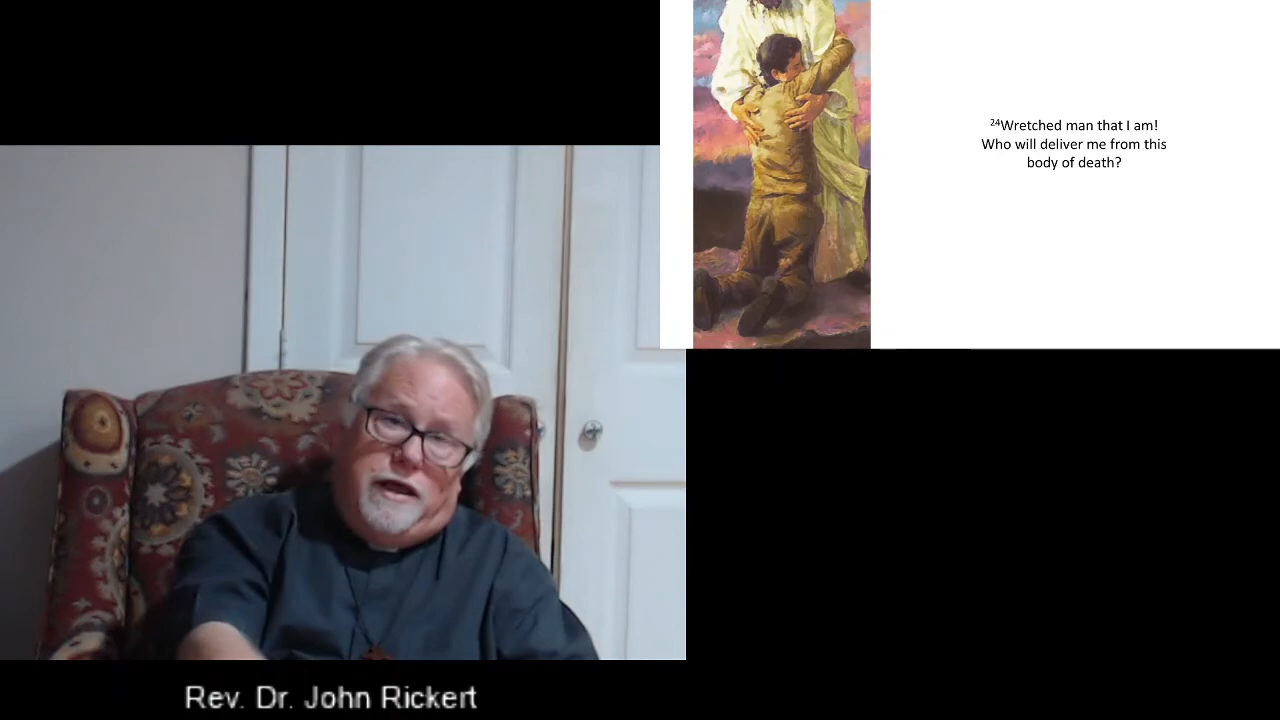 ²⁴Wretched man that I am!
Who will deliver me from this
body of death?
Rev. Dr. John Rickert